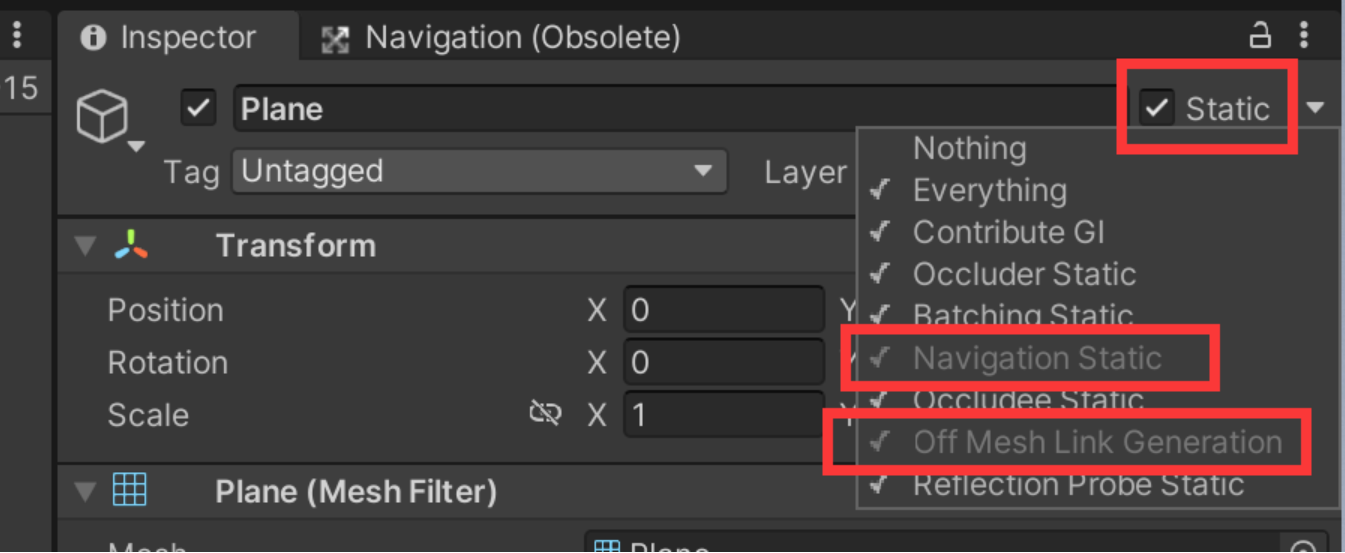 Inspector
Navigation (Obsolete)
15
Plane
Static
Tag
Untagged
Layer
Nothing
Everything
Contribute GI
Occluder Static
Batching Static
Navigation Static
Occludee Static
Off Mesh Link Generation
Reflection Probe Static
Transform
Position X 0 Y
Rotation X 0 Y
Scale X 1 Y
Plane (Mesh Filter)
Mesh
Plane